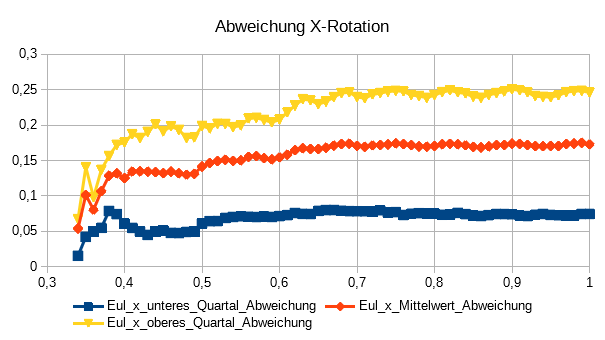 Abweichung X-Rotation
0,3
0,25
0,2
0,15
0,1
0,05
0
0,3 0,4 0,5 0,6 0,7 0,8 0,9 1
Eul_x_unteres_Quartal_Abweichung Eul_x_Mittelwert_Abweichung
Eul_x_oberes_Quartal_Abweichung